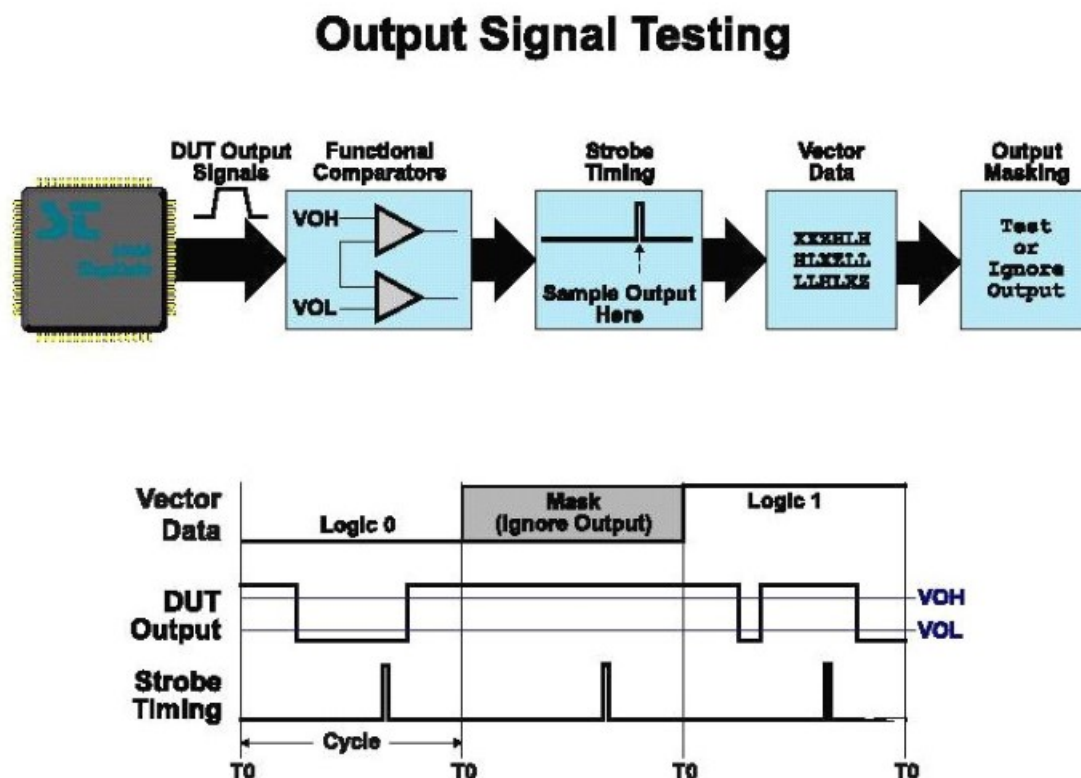 Output Signal Testing
DUT Output
Signals
Functional
Comparators
Strobe
Timing
Vector
Data
Output
Masking
VOH
VOL
Sample Output
Here
LLHLXZ
Test
or
Ignore
Output
Vector
Data
Logic 0
Mask
(Ignore Output)
Logic 1
DUT
Output
VOH
VOL
Strobe
Timing
Cycle
T0
T0
T0
T0